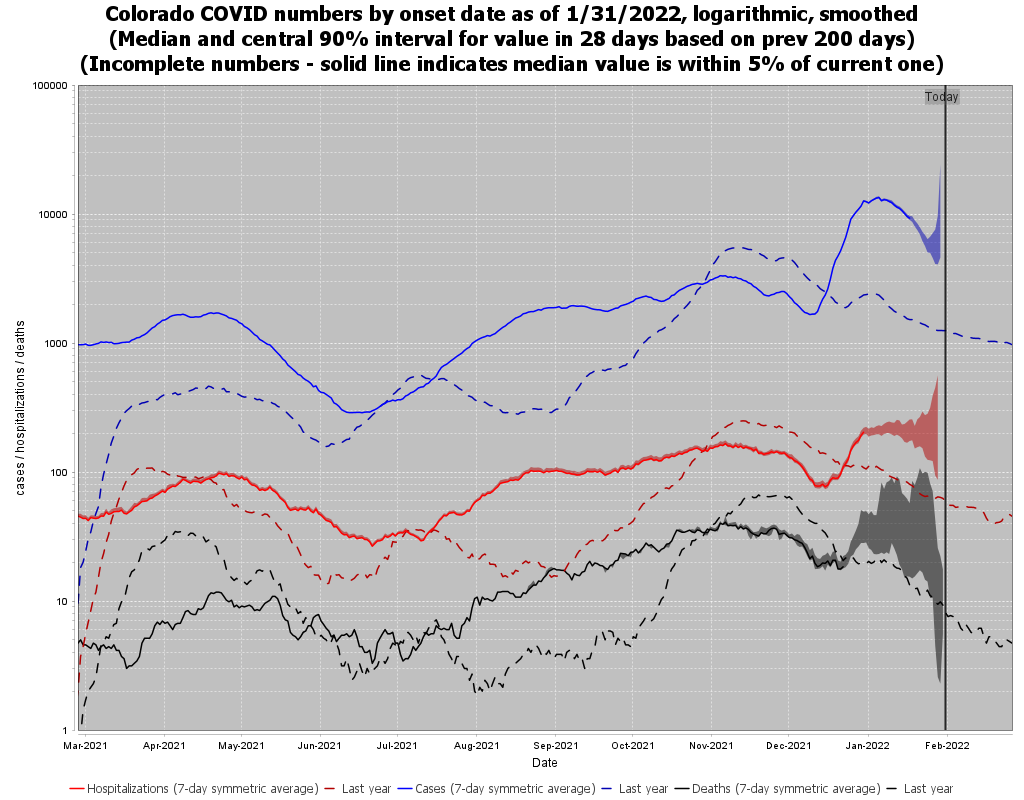 Colorado COVID numbers by onset date as of 1/31/2022, logarithmic, smoothed
(Median and central 90% interval for value in 28 days based on prev 200 days)
(Incomplete numbers - solid line indicates median value is within 5% of current one)
Today
100000
10000
1000
100
10
1
cases / hospitalizations / deaths
Mar-2021 Apr-2021 May-2021 Jun-2021 Jul-2021 Aug-2021 Sep-2021 Oct-2021 Nov-2021 Dec-2021 Jan-2022 Feb-2022
Date
Hospitalizations (7-day symmetric average) Last year Cases (7-day symmetric average) Last year Deaths (7-day symmetric average) Last year